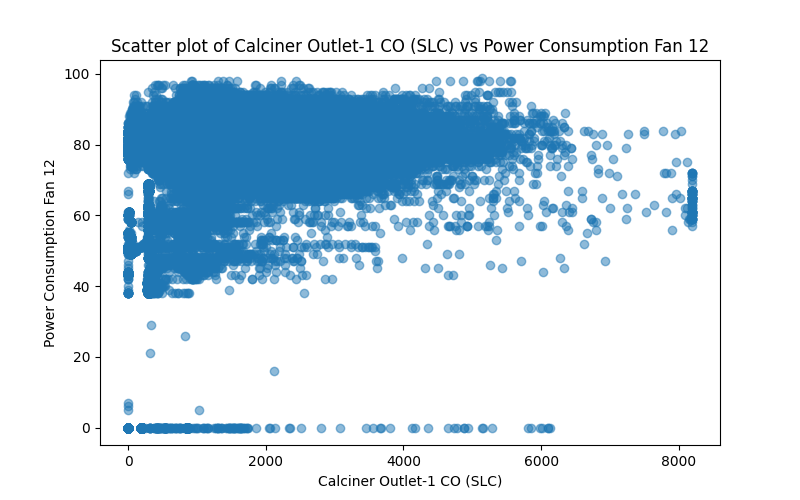 Scatter plot of Calciner Outlet-1 CO (SLC) vs Power Consumption Fan 12
100
80
60
40
20
0
Power Consumption Fan 12
0 2000 4000 6000 8000
Calciner Outlet-1 CO (SLC)